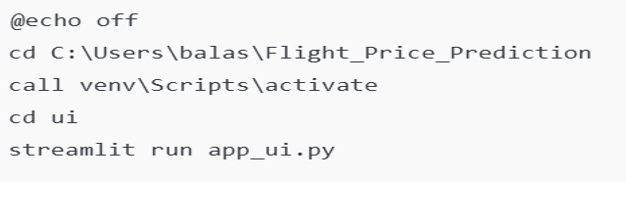 @echo off
cd C:\Users\balas\Flight_Price_Prediction
call venv\Scripts\activate
cd ui
streamlit run app_ui.py